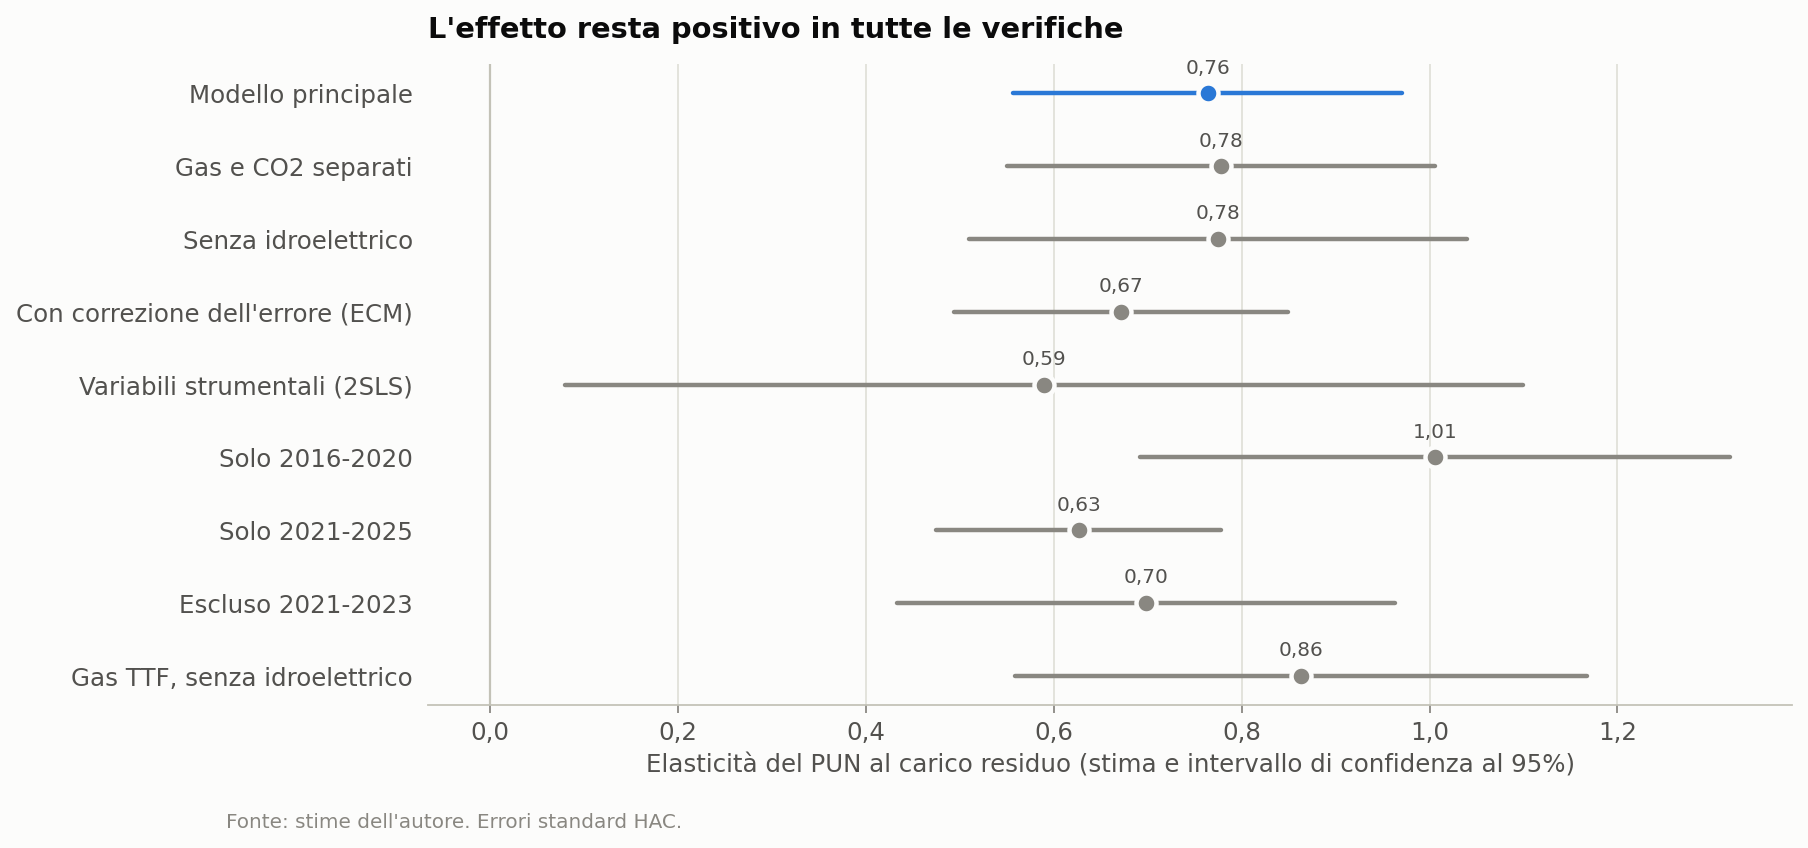 L'effetto resta positivo in tutte le verifiche
Modello principale
0,76
Gas e CO2 separati
0,78
Senza idroelettrico
0,78
Con correzione dell'errore (ECM)
0,67
Variabili strumentali (2SLS)
0,59
Solo 2016-2020
1,01
Solo 2021-2025
0,63
Escluso 2021-2023
0,70
Gas TTF, senza idroelettrico
0,86
0,0 0,2 0,4 0,6 0,8 1,0 1,2
Elasticità del PUN al carico residuo (stima e intervallo di confidenza al 95%)
Fonte: stime dell'autore. Errori standard HAC.